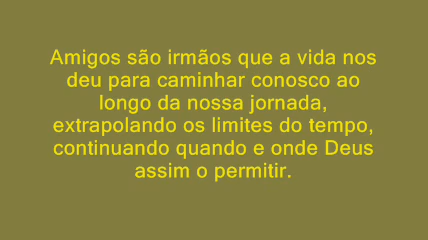 Amigos são irmãos que a vida nos
deu para caminhar conosco ao
longo da nossa jornada,
extrapolando os limites do tempo,
continuando quando e onde Deus
assim o permitir.